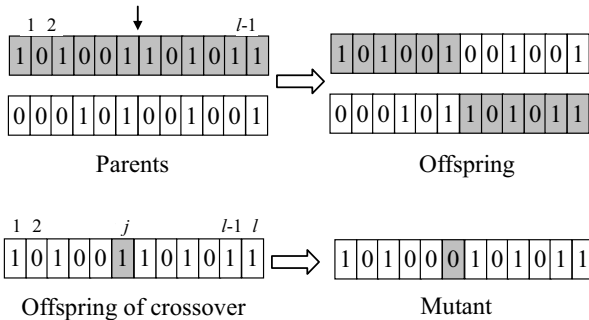 1 2 l-1
1 0 1 0 0 1 1 0 1 0 1 1
1 0 1 0 0 1 0 0 1 0 0 1
0 0 0 1 0 1 0 0 1 0 0 1
0 0 0 1 0 1 1 0 1 0 1 1
Parents
Offspring
1 2 j l-1 l
1 0 1 0 0 1 1 0 1 0 1 1
1 0 1 0 0 0 1 0 1 0 1 1
Offspring of crossover
Mutant